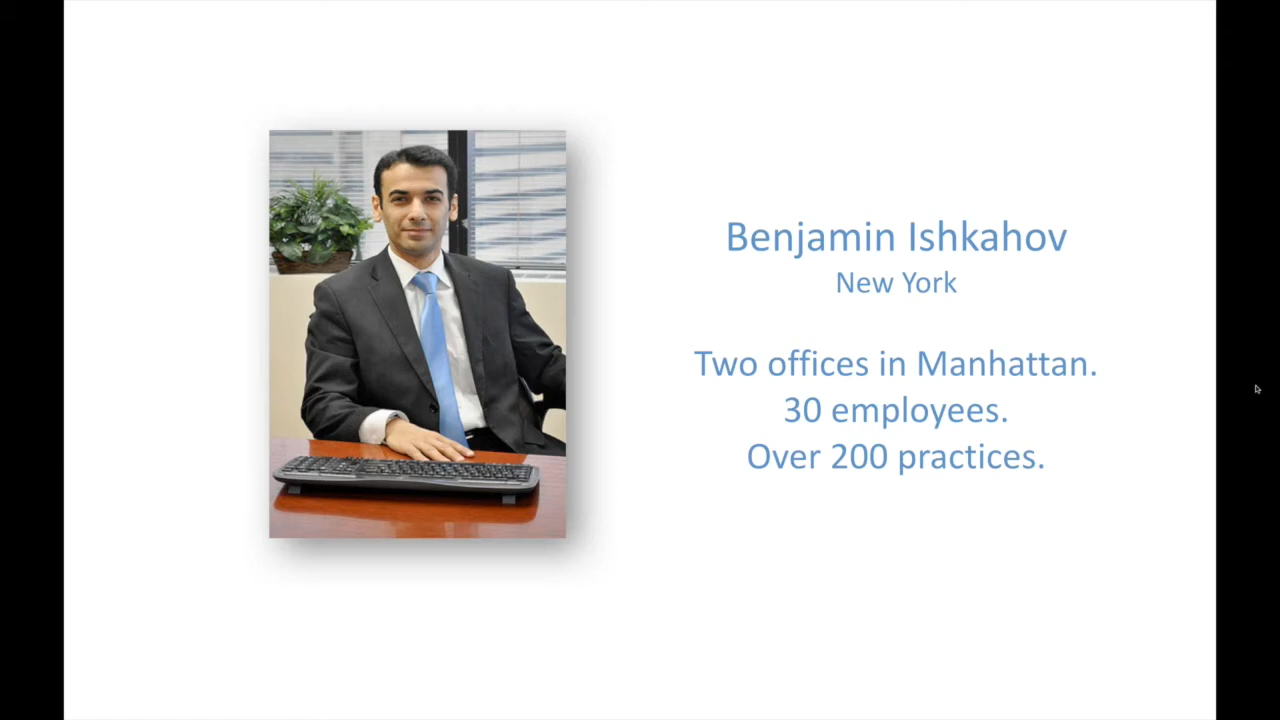 Benjamin Ishkahov
New York
Two offices in Manhattan.
30 employees.
Over 200 practices.